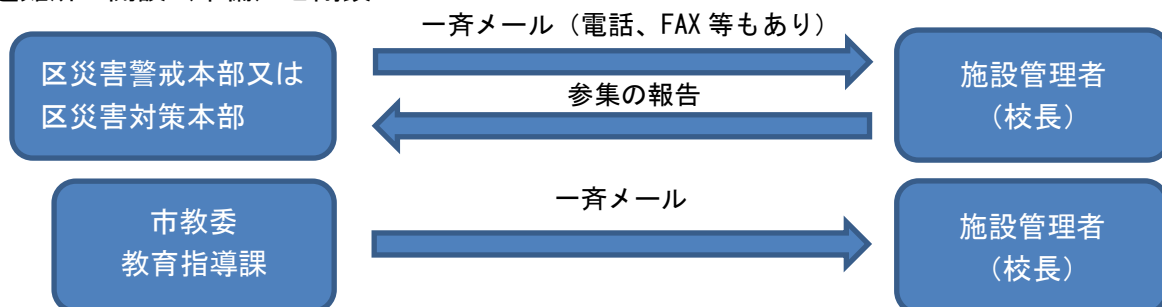 一斉メール（電話、FAX 等もあり）
区災害警戒本部又は
区災害対策本部
参集の報告
施設管理者
（校長）
市教委
教育指導課
一斉メール
施設管理者
（校長）